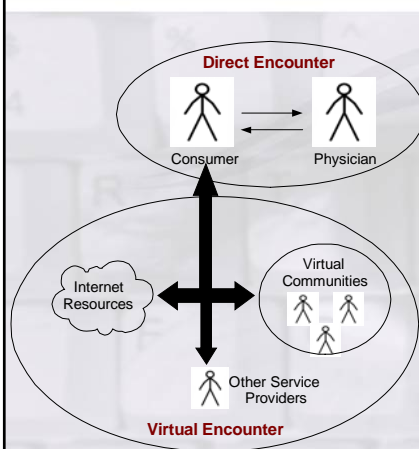 Direct Encounter
Consumer
Physician
Internet
Resources
Virtual
Communities
Other Service
Providers
Virtual Encounter